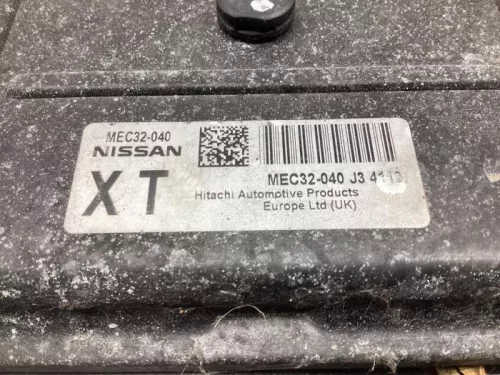 MEC32-040
NISSAN
XT
MEC32-040 J3
Hitachi Automotive Products
Europe Ltd (UK)